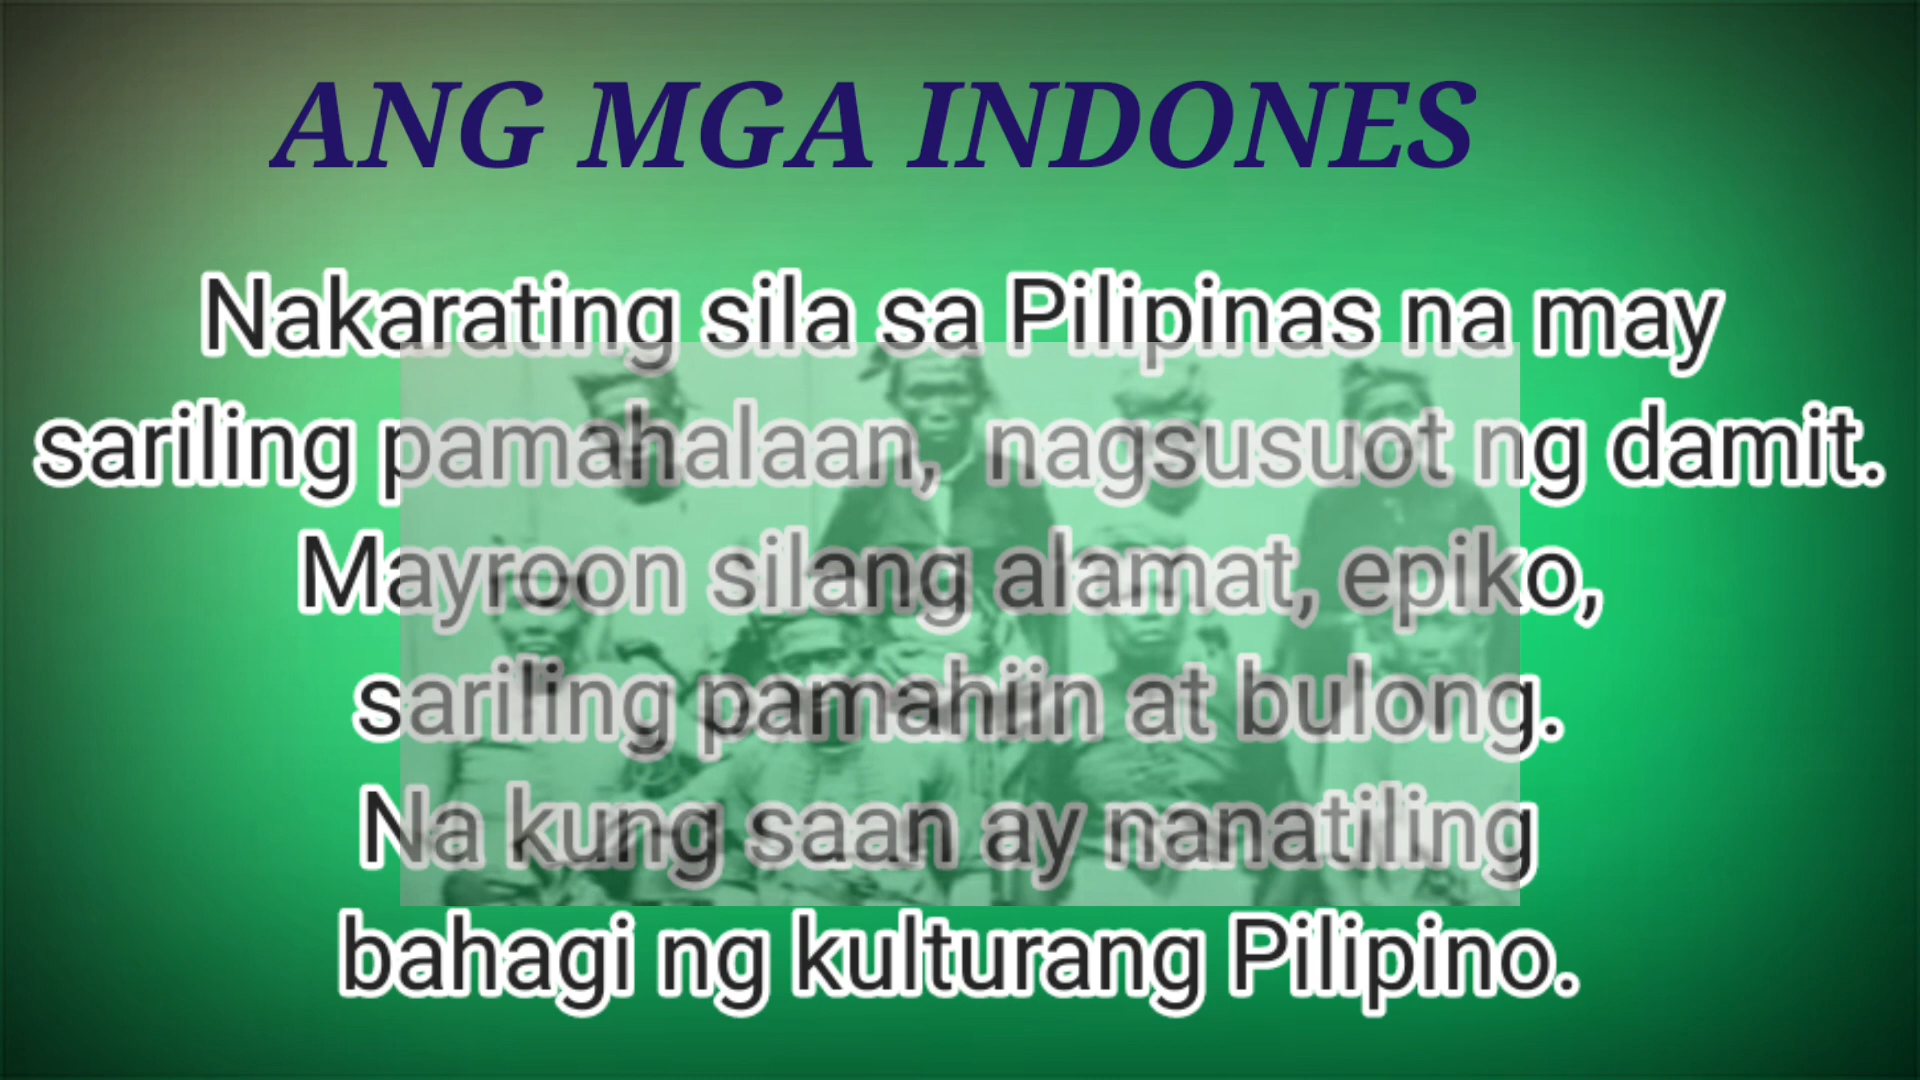 ANG MGA INDONES
Nakarating sila sa Pilipinas na may
sariling pamahalaan, nagsusuot ng damit.
Mayroon silang alamat, epiko,
sariling pamahiin at bulong.
Na kung saan ay nanatiling
bahagi ng kulturang Pilipino.